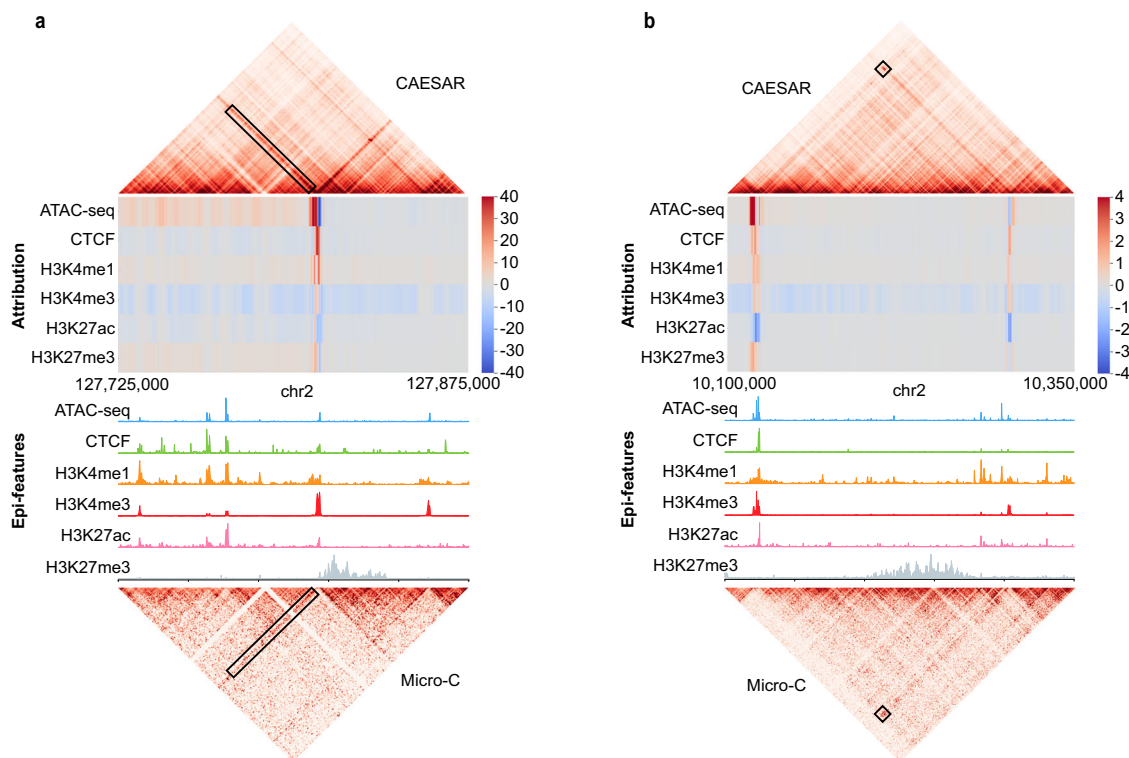 a
CAESAR
Attribution
ATAC-seq
CTCF
H3K4me1
H3K4me3
H3K27ac
H3K27me3
40
30
20
10
0
-10
-20
-30
-40
127,725,000
chr2
127,875,000
Epi-features
ATAC-seq
CTCF
H3K4me1
H3K4me3
H3K27ac
H3K27me3
Micro-C
b
CAESAR
Attribution
ATAC-seq
CTCF
H3K4me1
H3K4me3
H3K27ac
H3K27me3
4
3
2
1
0
-1
-2
-3
-4
10,100,000
chr2
10,350,000
Epi-features
ATAC-seq
CTCF
H3K4me1
H3K4me3
H3K27ac
H3K27me3
Micro-C